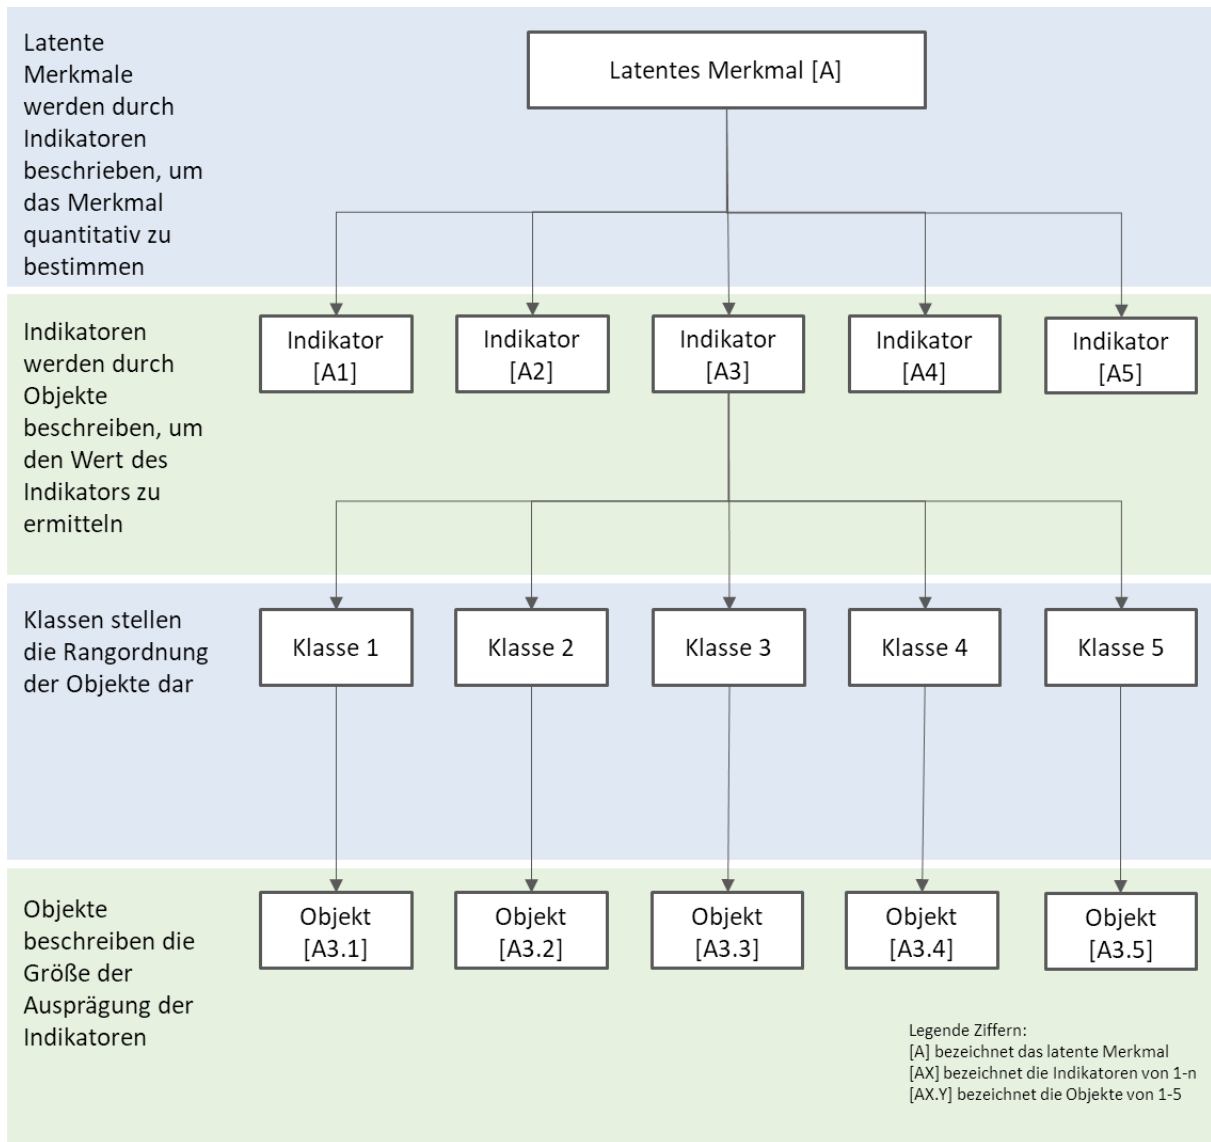 Latente
Merkmale
werden durch
Indikatoren
beschrieben, um
das Merkmal
quantitativ zu
bestimmen
Latentes Merkmal [A]
Indikatoren
werden durch
Objekte
beschreiben, um
den Wert des
Indikators zu
ermitteln
Indikator
[A1]
Indikator
[A2]
Indikator
[A3]
Indikator
[A4]
Indikator
[A5]
Klassen stellen
die Rangordnung
der Objekte dar
Klasse 1
Klasse 2
Klasse 3
Klasse 4
Klasse 5
Objekte
beschreiben die
Größe der
Ausprägung der
Indikatoren
Objekt
[A3.1]
Objekt
[A3.2]
Objekt
[A3.3]
Objekt
[A3.4]
Objekt
[A3.5]
Legende Ziffern:
[A] bezeichnet das latente Merkmal
[AX] bezeichnet die Indikatoren von 1-n
[AX.Y] bezeichnet die Objekte von 1-5